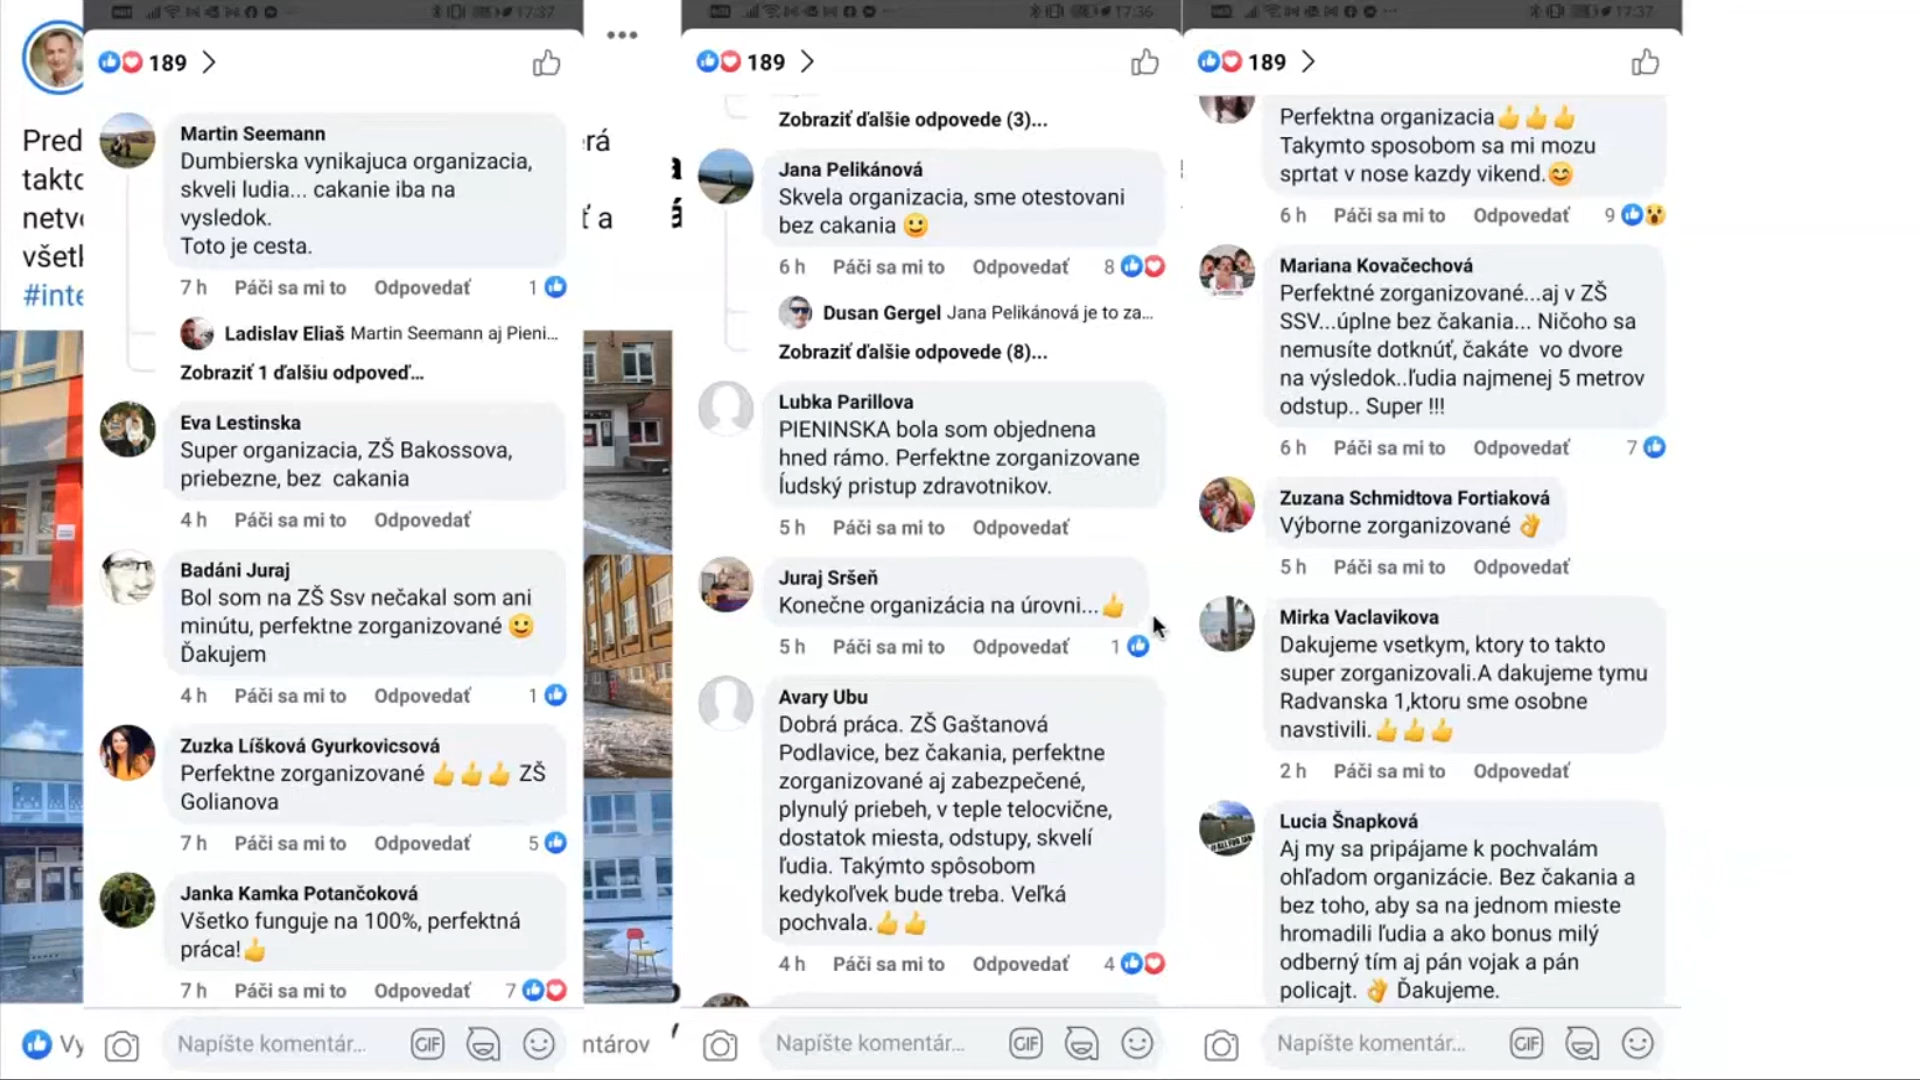 17:37
189
Martin Seemann
Dumbierska vynikajuca organizacia,
skveli ludia... cakanie iba na
vysledok.
Toto je cesta.
7 h Páči sa mi to Odpovedať 1
Ladislav Eliaš Martin Seemann aj Pieni...
Zobraziť 1 ďalšiu odpoveď...
Eva Lestinska
Super organizacia, ZŠ Bakossova,
priebezne, bez cakania
4 h Páči sa mi to Odpovedať
Badáni Juraj
Bol som na ZŠ Ssv nečakal som ani
minútu, perfektne zorganizované 🙂
Ďakujem
4 h Páči sa mi to Odpovedať 1
Zuzka Líšková Gyurkovicsová
Perfektne zorganizované 👍👍👍 ZŠ
Golianova
7 h Páči sa mi to Odpovedať 5
Janka Kamka Potančoková
Všetko funguje na 100%, perfektná
práca!👍
7 h Páči sa mi to Odpovedať 7
Napíšte komentár...
GIF
17:36
189
Zobraziť ďalšie odpovede (3)...
Jana Pelikánová
Skvela organizacia, sme otestovani
bez cakania 🙂
6 h Páči sa mi to Odpovedať 8
Dusan Gergel Jana Pelikánová je to za...
Zobraziť ďalšie odpovede (8)...
Lubka Parillova
PIENINSKA bola som objednena
hned rámo. Perfektne zorganizovane
ĺudský pristup zdravotnikov.
5 h Páči sa mi to Odpovedať
Juraj Sršeň
Konečne organizácia na úrovni...👍
5 h Páči sa mi to Odpovedať 1
Avary Ubu
Dobrá práca. ZŠ Gaštanová
Podlavice, bez čakania, perfektne
zorganizované aj zabezpečené,
plynulý priebeh, v teple telocvične,
dostatok miesta, odstupy, skvelí
ľudia. Takýmto spôsobom
kedykoľvek bude treba. Veľká
pochvala.👍👍
4 h Páči sa mi to Odpovedať 4
Napíšte komentár...
GIF
17:37
189
Perfektna organizacia👍👍👍
Takymto sposobom sa mi mozu
sprtat v nose kazdy vikend.😊
6 h Páči sa mi to Odpovedať 9
Mariana Kovačechová
Perfektné zorganizované...aj v ZŠ
SSV...úplne bez čakania... Ničoho sa
nemusíte dotknúť, čakáte vo dvore
na výsledok..ľudia najmenej 5 metrov
odstup.. Super !!!
6 h Páči sa mi to Odpovedať 7
Zuzana Schmidtova Fortiaková
Výborne zorganizované 👌
5 h Páči sa mi to Odpovedať
Mirka Vaclavikova
Dakujeme vsetkym, ktory to takto
super zorganizovali.A dakujeme tymu
Radvanska 1,ktoru sme osobne
navstivili.👍👍👍
2 h Páči sa mi to Odpovedať
Lucia Šnapková
Aj my sa pripájame k pochvalám
ohľadom organizácie. Bez čakania a
bez toho, aby sa na jednom mieste
hromadili ľudia a ako bonus milý
odberný tím aj pán vojak a pán
policajt. 👌 Ďakujeme.
Napíšte komentár...
GIF